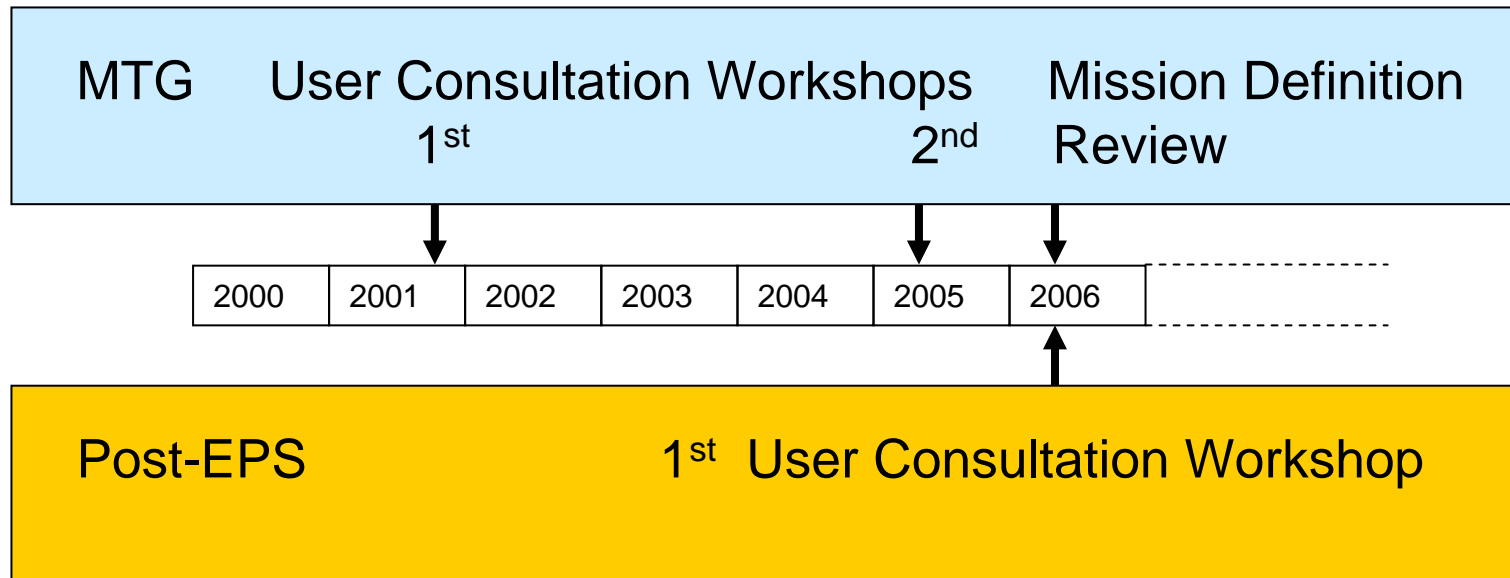 MTG User Consultation Workshops Mission Definition
1st 2nd Review
2000 2001 2002 2003 2004 2005 2006
Post-EPS 1st User Consultation Workshop